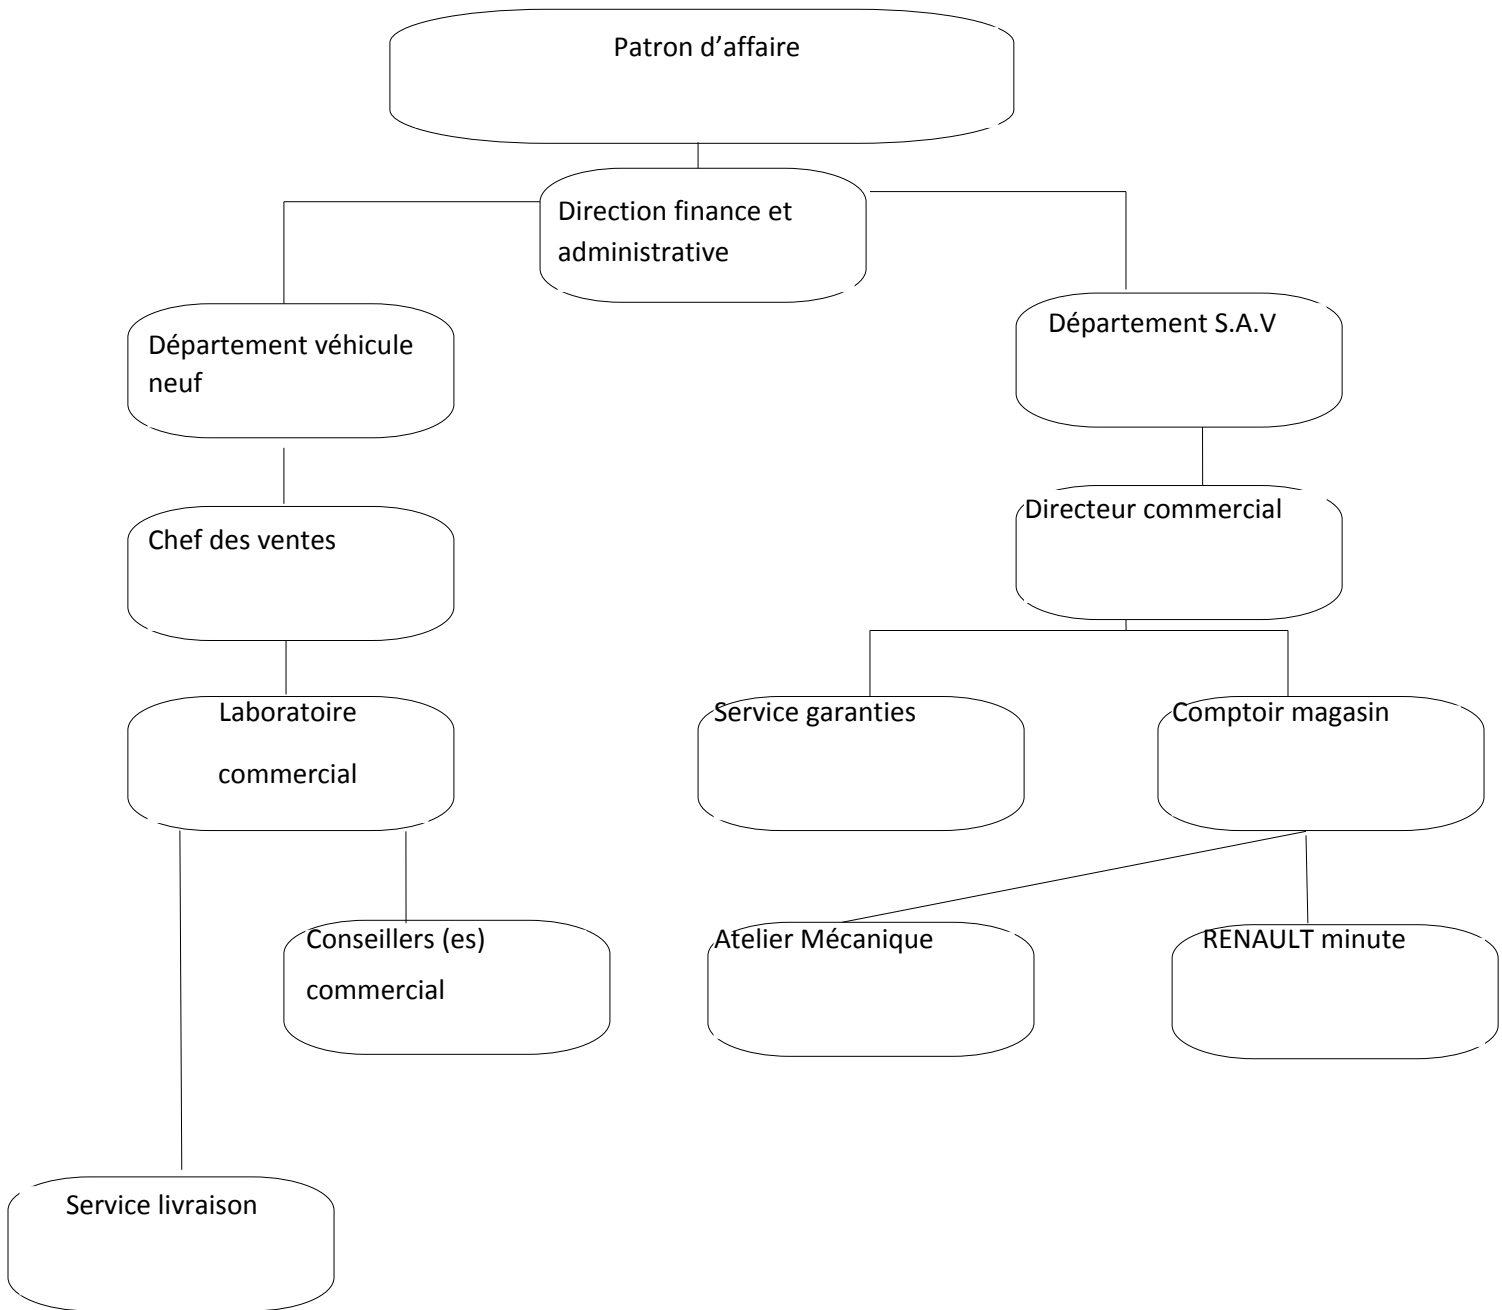 Patron d’affaire
Direction finance et
administrative
Département véhicule
neuf
Département S.A.V
Directeur commercial
Chef des ventes
Laboratoire
commercial
Service garanties
Comptoir magasin
Conseillers (es)
commercial
Atelier Mécanique
RENAULT minute
Service livraison